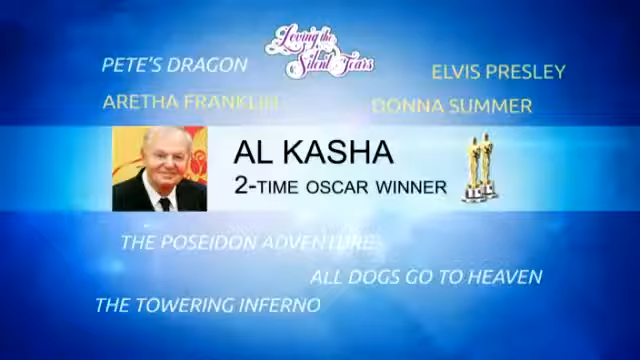 Loving the
Silent Tears
PETE'S DRAGON
ELVIS PRESLEY
ARETHA FRANKLIN
DONNA SUMMER
AL KASHA
2-TIME OSCAR WINNER
THE POSEIDON ADVENTURE
ALL DOGS GO TO HEAVEN
THE TOWERING INFERNO